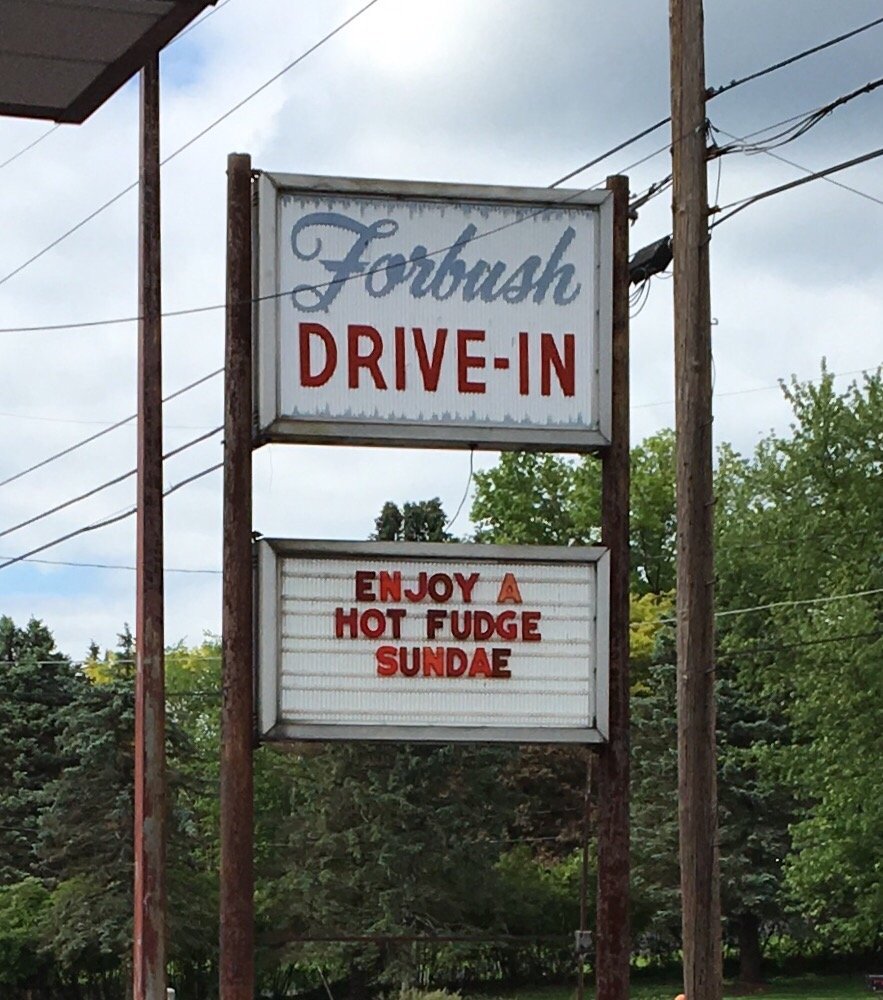 Forbush
DRIVE-IN
ENJOY A
HOT FUDGE
SUNDAE